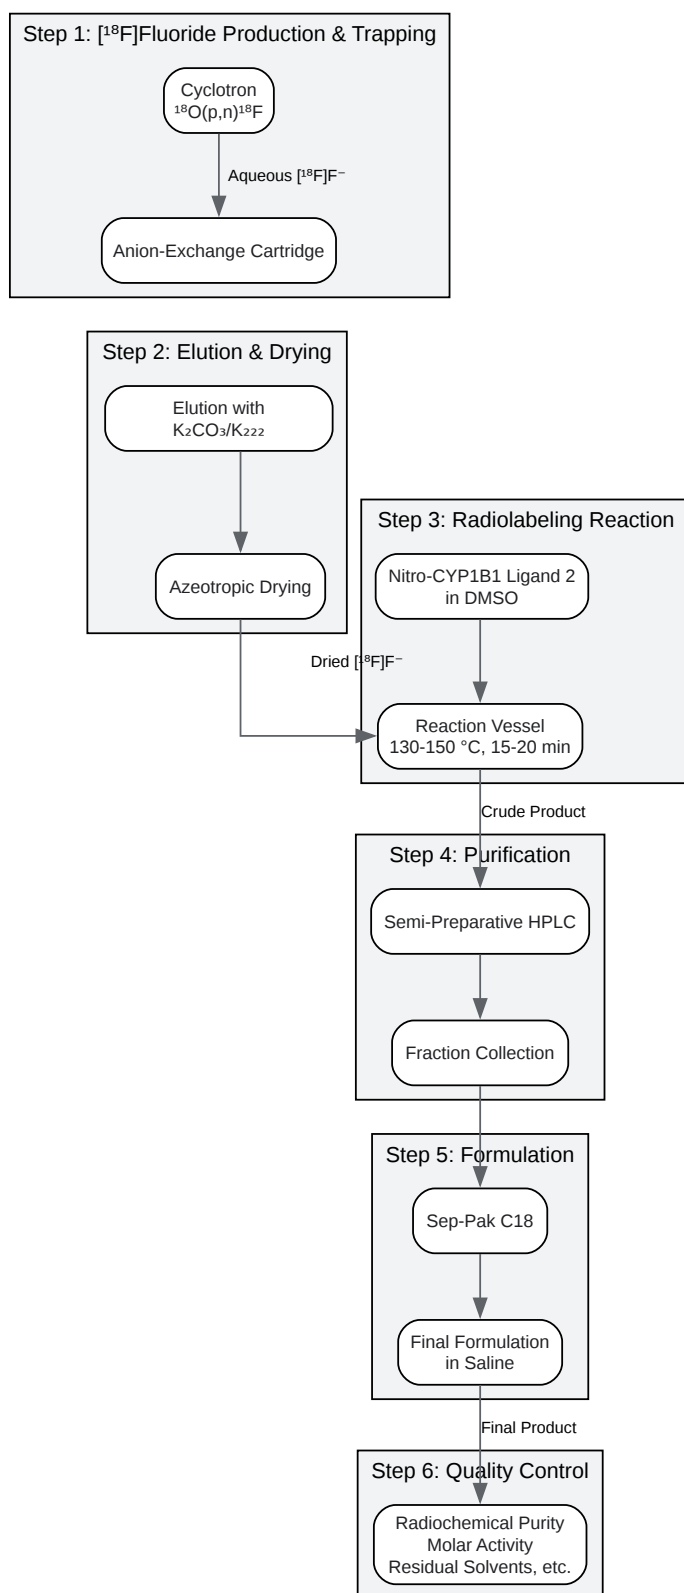 Step 1: [¹⁸F]Fluoride Production & Trapping
Cyclotron
¹⁸O(p,n)¹⁸F
Aqueous [¹⁸F]F⁻
Anion-Exchange Cartridge
Step 2: Elution & Drying
Elution with
K₂CO₃/K₂₂₂
Azeotropic Drying
Dried [¹⁸F]F⁻
Step 3: Radiolabeling Reaction
Nitro-CYP1B1 Ligand 2
in DMSO
Reaction Vessel
130-150 °C, 15-20 min
Crude Product
Step 4: Purification
Semi-Preparative HPLC
Fraction Collection
Step 5: Formulation
Sep-Pak C18
Final Formulation
in Saline
Final Product
Step 6: Quality Control
Radiochemical Purity
Molar Activity
Residual Solvents, etc.